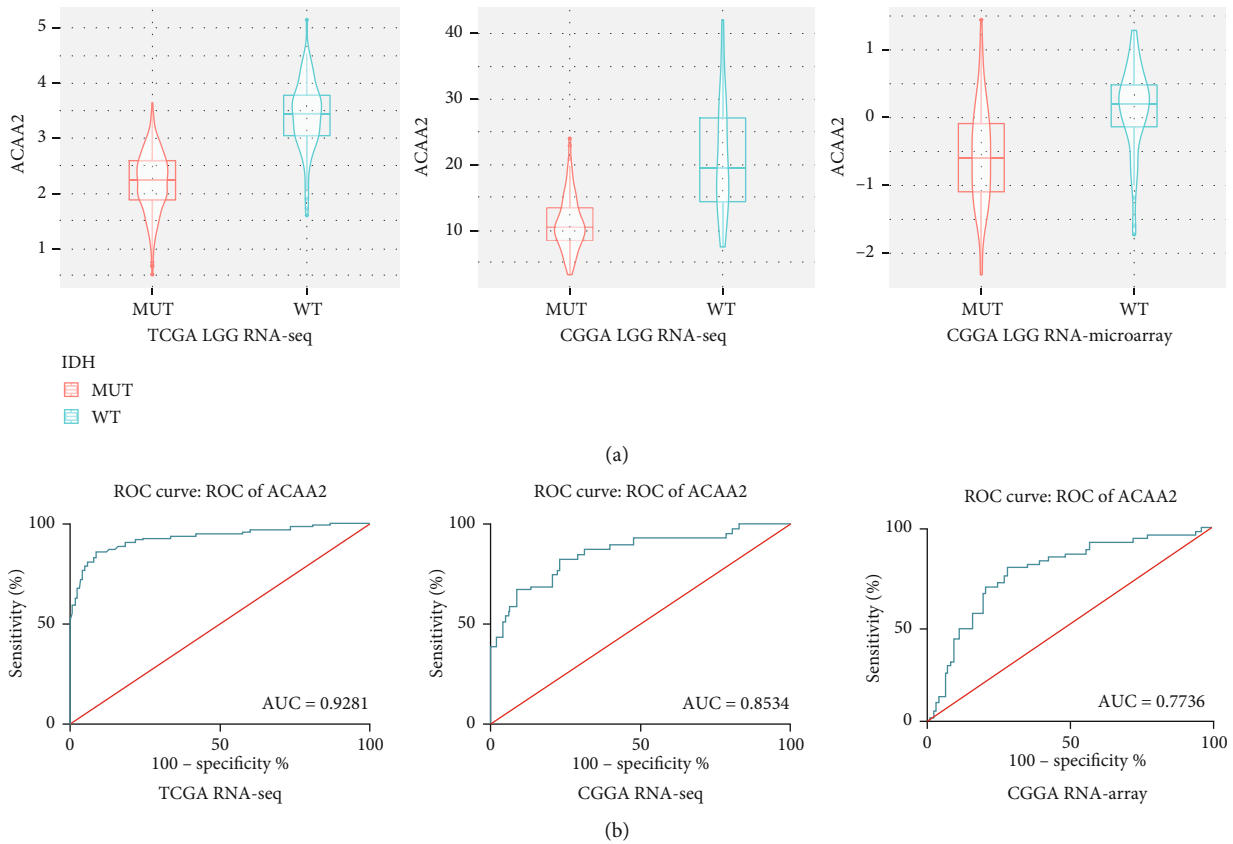 ACAA2
5
4
3
2
1
MUT
WT
TCGA LGG RNA-seq
ACAA2
40
30
20
10
MUT
WT
CGGA LGG RNA-seq
ACAA2
1
0
−1
−2
MUT
WT
CGGA LGG RNA-microarray
IDH
MUT
WT
(a)
ROC curve: ROC of ACAA2
Sensitivity (%)
100
50
0
AUC = 0.9281
0
50
100
100 – specificity %
TCGA RNA-seq
ROC curve: ROC of ACAA2
Sensitivity (%)
100
50
0
AUC = 0.8534
0
50
100
100 – specificity %
CGGA RNA-seq
ROC curve: ROC of ACAA2
Sensitivity (%)
100
50
0
AUC = 0.7736
0
50
100
100 – specificity %
CGGA RNA-array
(b)